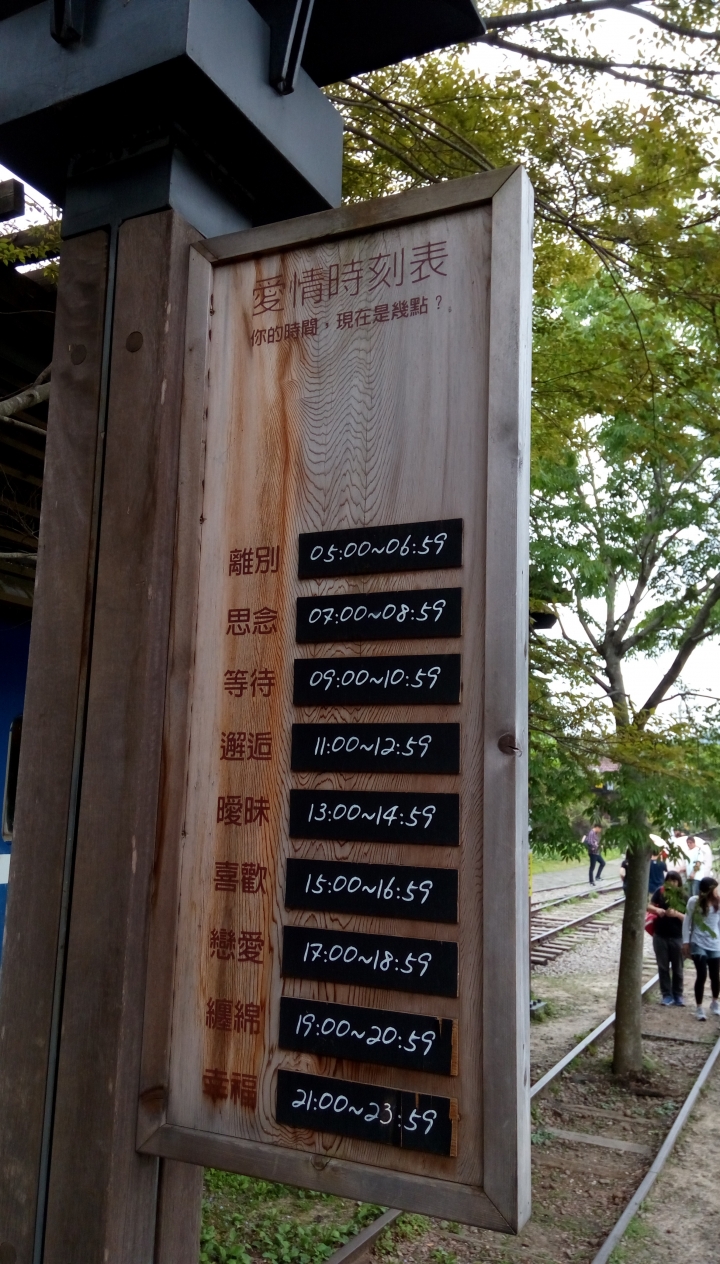 愛情時刻表
你的時間，現在是幾點？
離別 05:00~06:59
思念 07:00~08:59
等待 09:00~10:59
邂逅 11:00~12:59
曖昧 13:00~14:59
喜歡 15:00~16:59
戀愛 17:00~18:59
纏綿 19:00~20:59
幸福 21:00~23:59